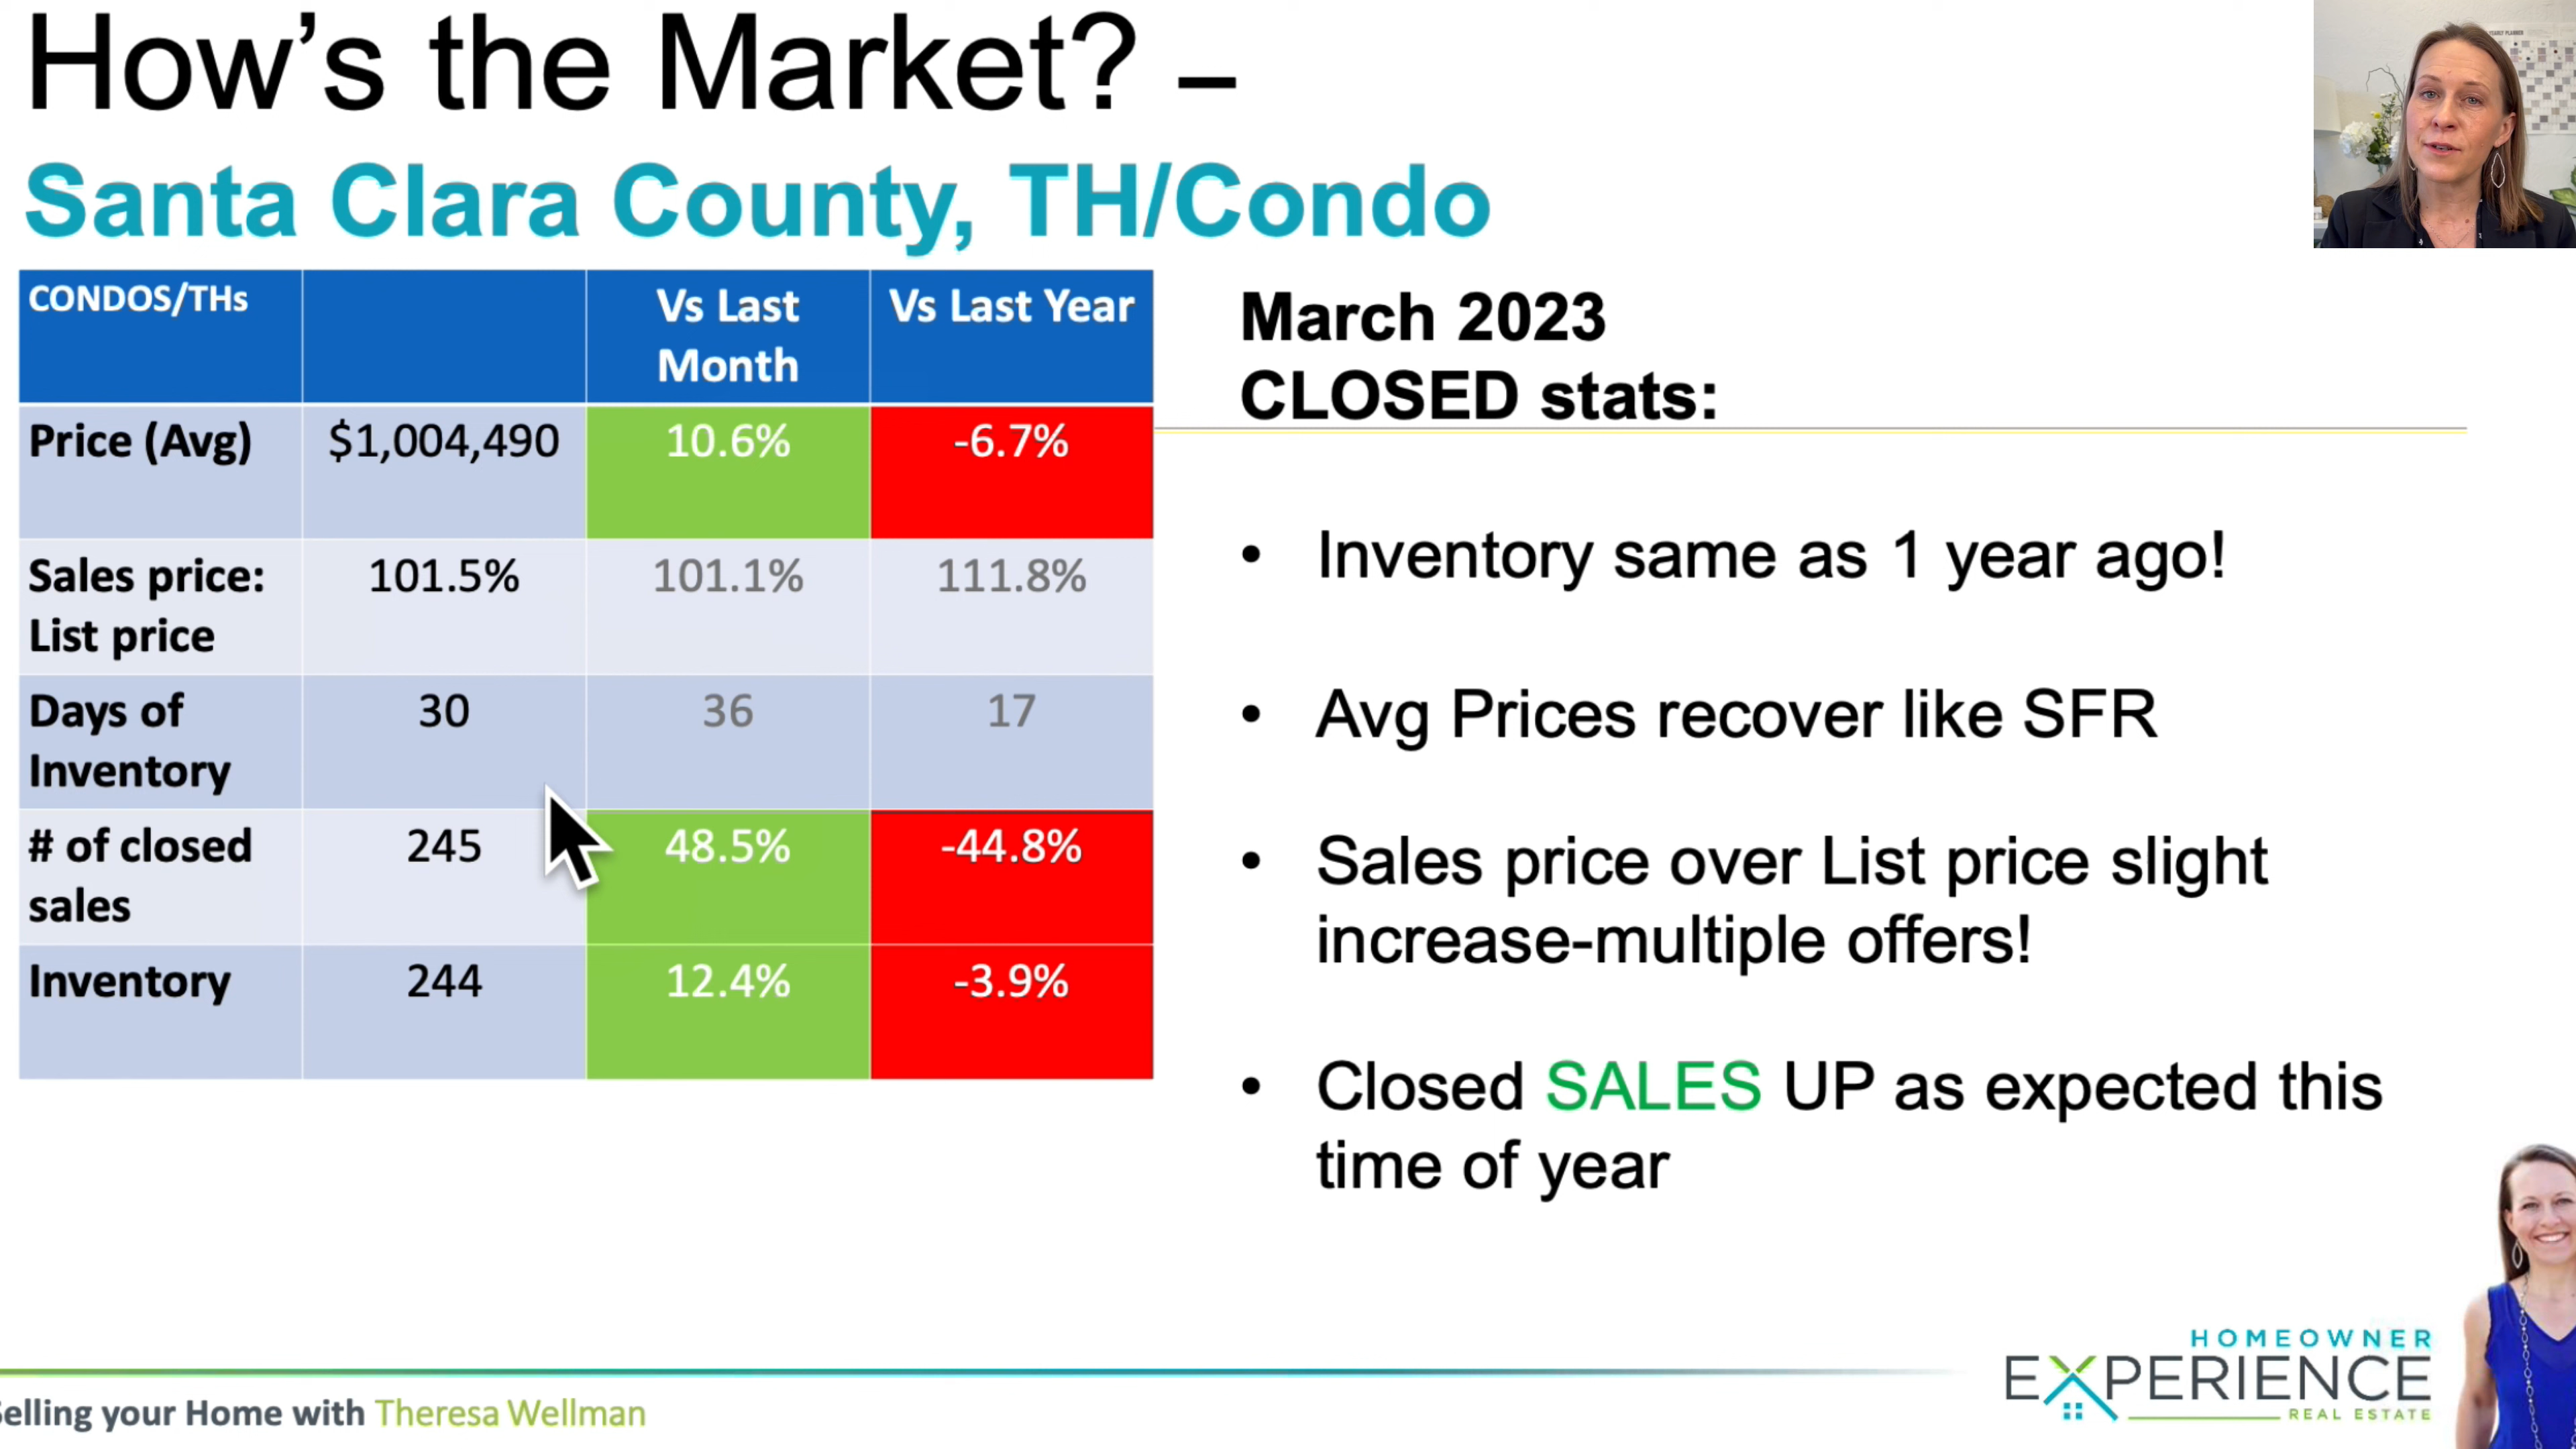 How's the Market? –
Santa Clara County, TH/Condo
CONDOS/THs
Vs Last
Month
Vs Last Year
Price (Avg)
$1,004,490
10.6%
-6.7%
Sales price:
List price
101.5%
101.1%
111.8%
Days of
Inventory
30
36
17
# of closed
sales
245
48.5%
-44.8%
Inventory
244
12.4%
-3.9%
March 2023
CLOSED stats:
• Inventory same as 1 year ago!
• Avg Prices recover like SFR
• Sales price over List price slight
increase-multiple offers!
• Closed SALES UP as expected this
time of year
Selling your Home with Theresa Wellman
HOMEOWNER
EXPERIENCE
REAL ESTATE